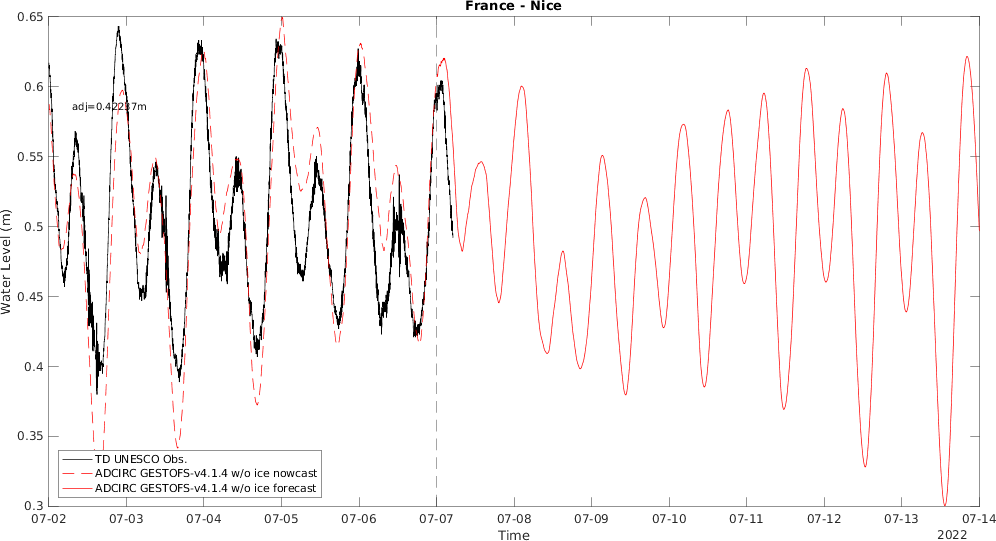 France - Nice
0.65
0.6
0.55
0.5
0.45
0.4
0.35
0.3
Water Level (m)
adj=0.42237m
TD UNESCO Obs.
ADCIRC GESTOFS-v4.1.4 w/o ice nowcast
ADCIRC GESTOFS-v4.1.4 w/o ice forecast
07-02 07-03 07-04 07-05 07-06 07-07 07-08 07-09 07-10 07-11 07-12 07-13 07-14
Time
2022